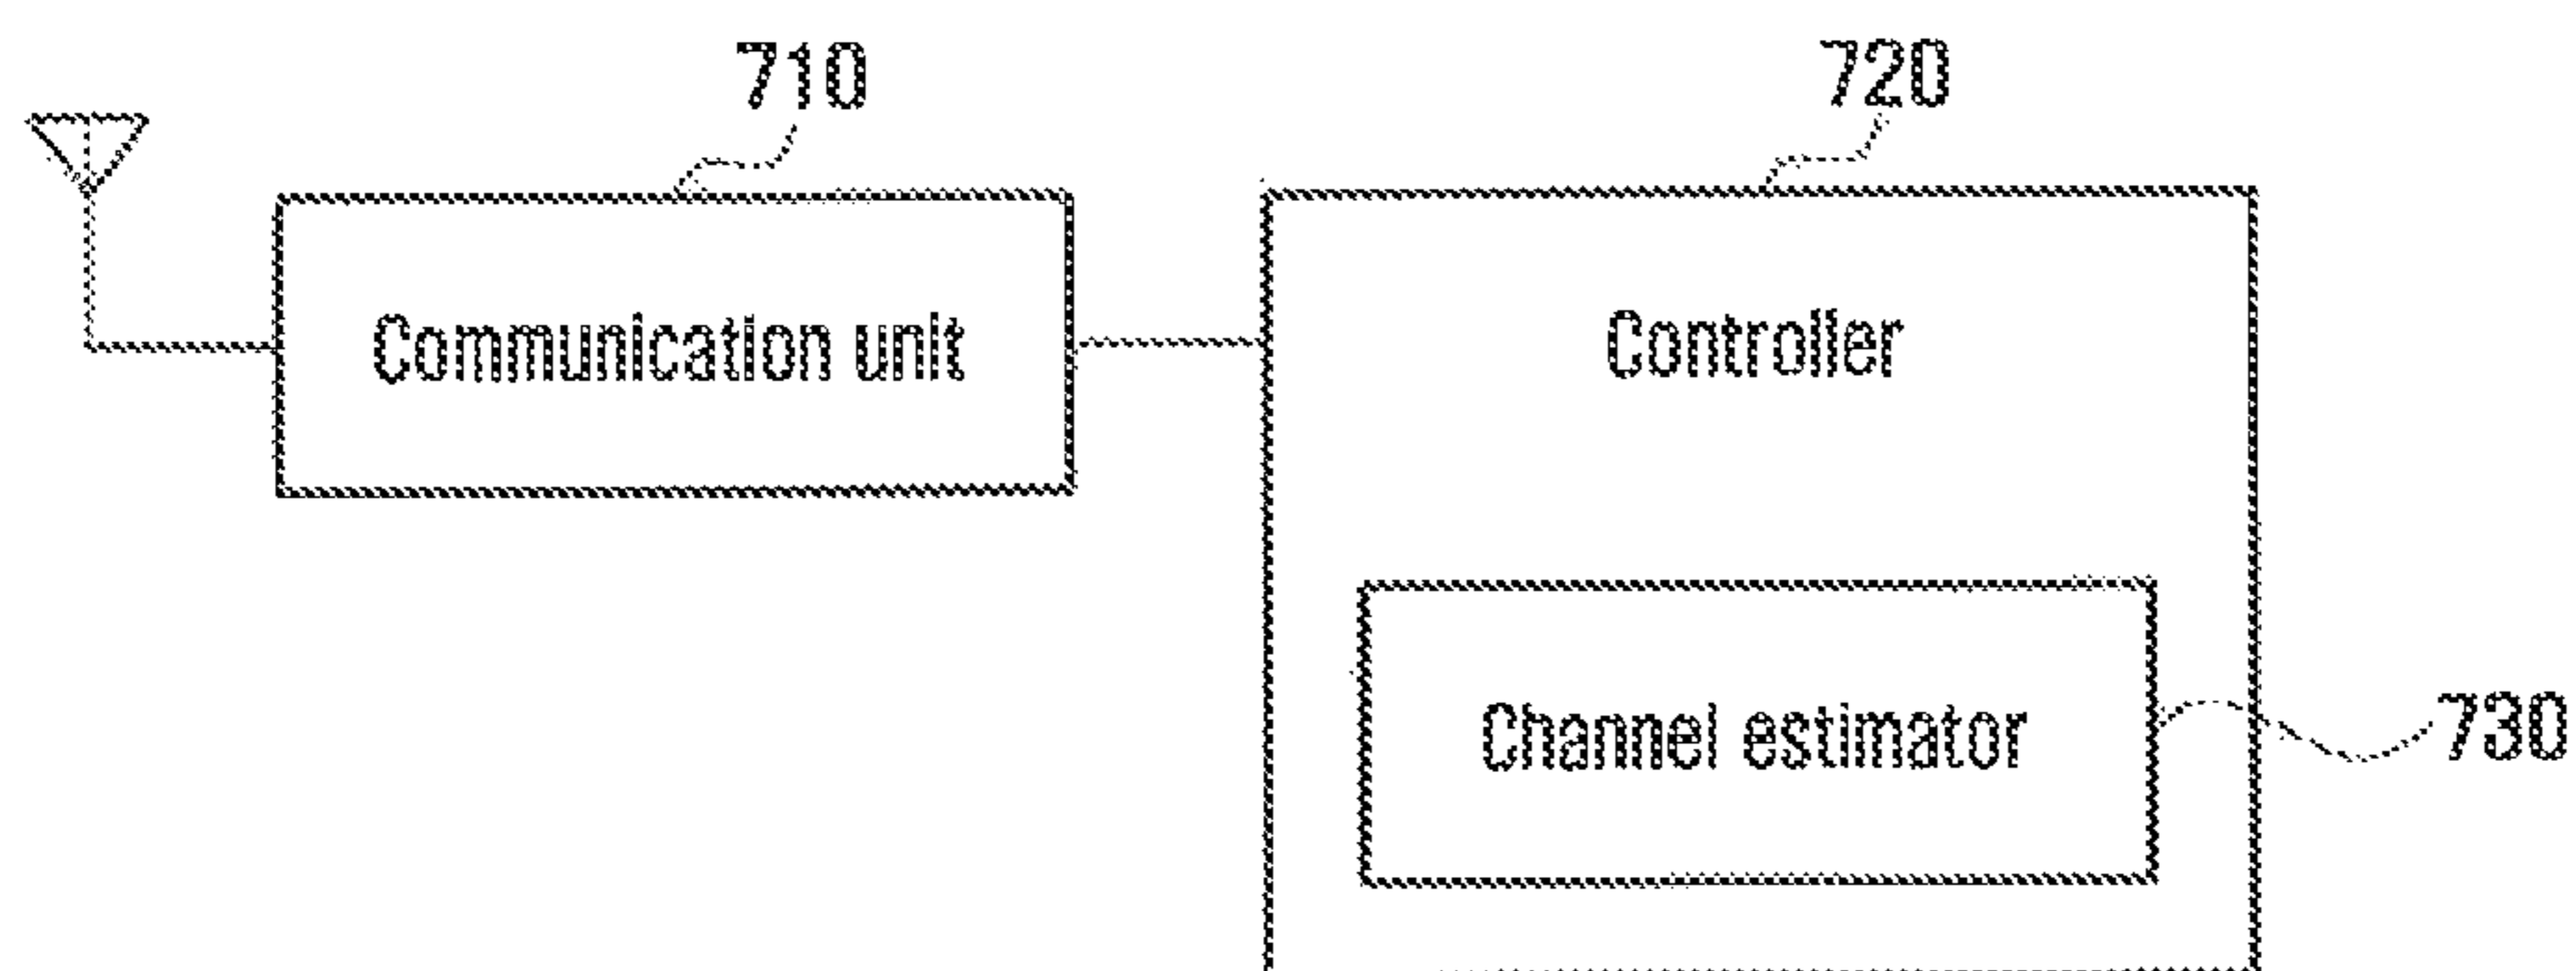 710
720
Communication unit
Controller
Channel estimator
730